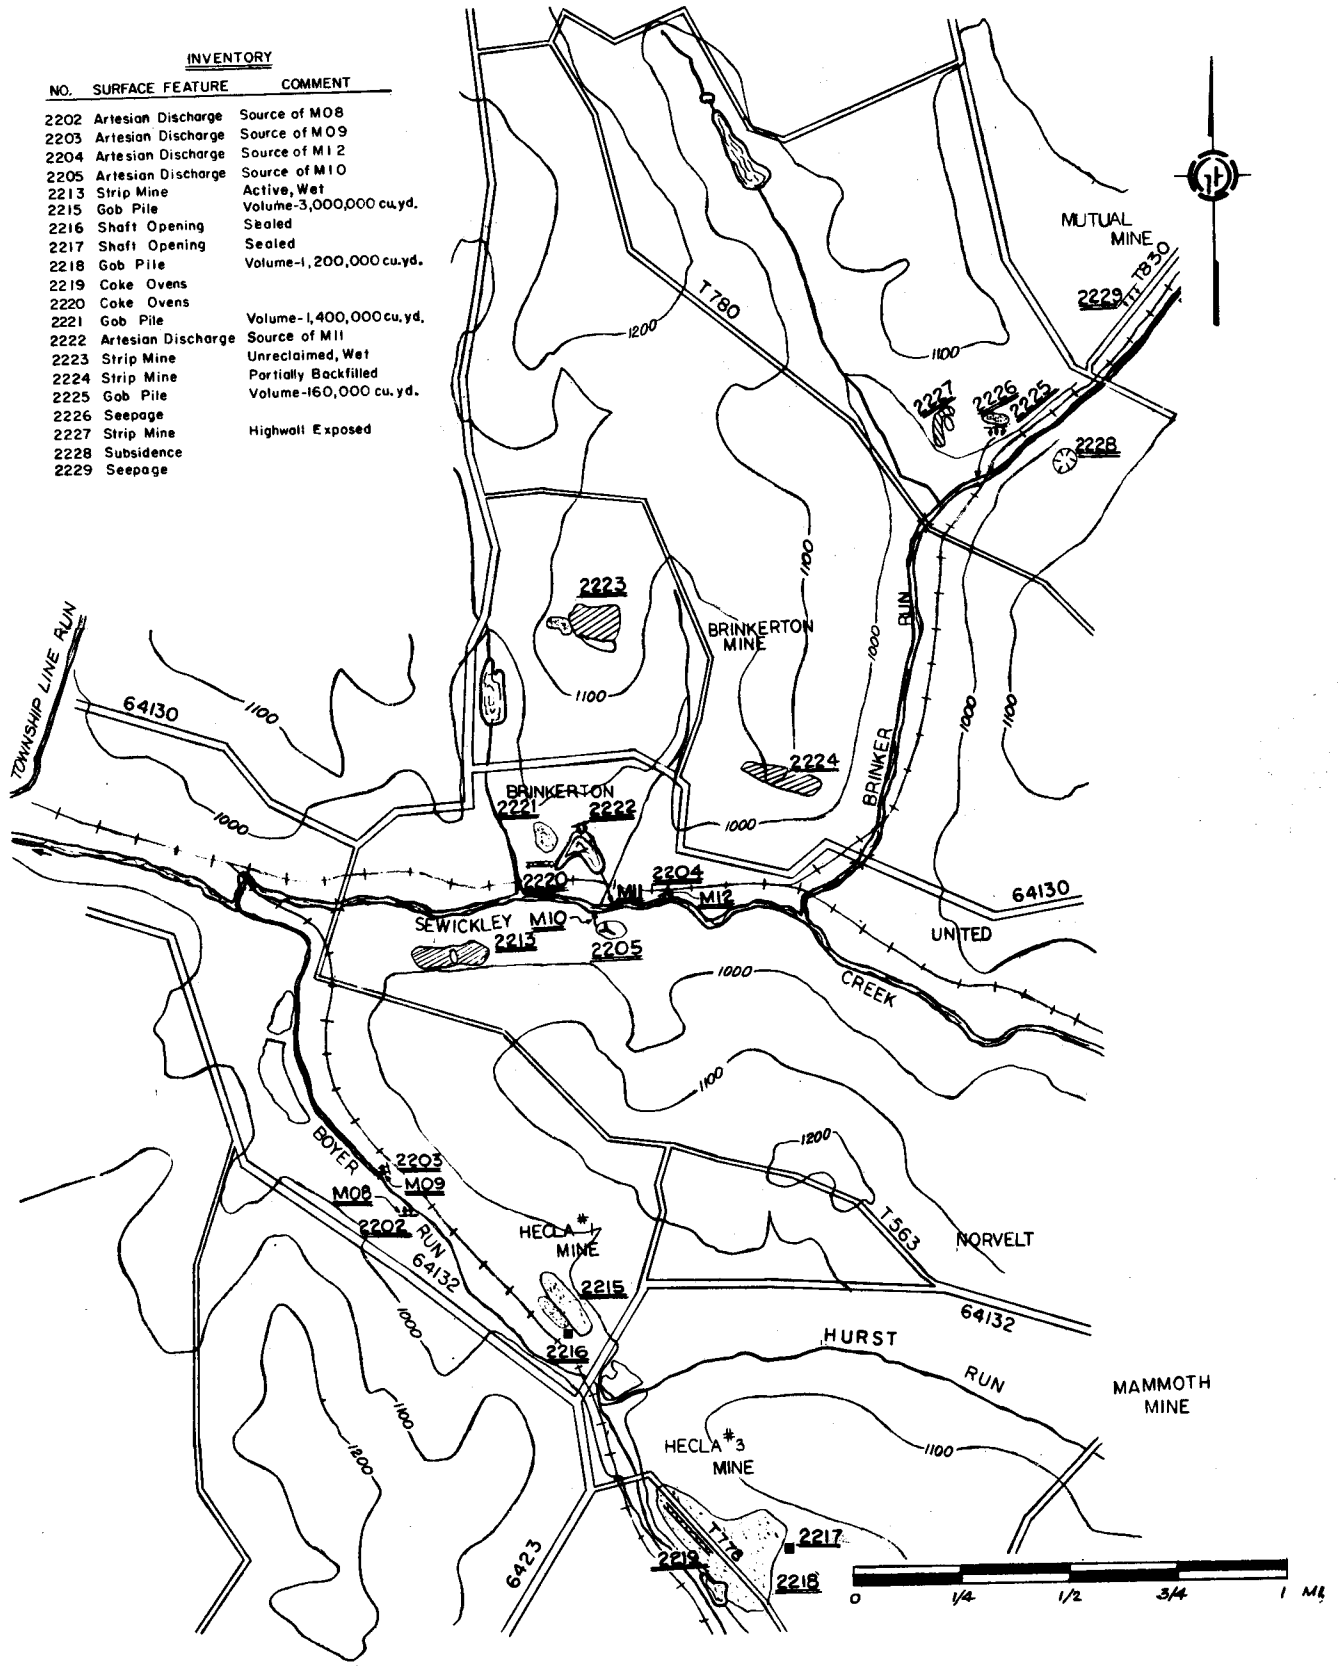 INVENTORY
NO. SURFACE FEATURE COMMENT
2202 Artesian Discharge Source of M08
2203 Artesian Discharge Source of M09
2204 Artesian Discharge Source of M12
2205 Artesian Discharge Source of M10
2213 Strip Mine Active, Wet
2215 Gob Pile Volume-3,000,000 cu.yd.
2216 Shaft Opening Sealed
2217 Shaft Opening Sealed
2218 Gob Pile Volume-1,200,000 cu.yd.
2219 Coke Ovens
2220 Coke Ovens
2221 Gob Pile Volume-1,400,000 cu.yd.
2222 Artesian Discharge Source of M11
2223 Strip Mine Unreclaimed, Wet
2224 Strip Mine Partially Backfilled
2225 Gob Pile Volume-160,000 cu.yd.
2226 Seepage
2227 Strip Mine Highwall Exposed
2228 Subsidence
2229 Seepage
MUTUAL
MINE
T830
2229
T780
1200
1100
2227
2226
2225
2228
1100
2223
BRINKERTON
MINE
RUN
1000
1100
1000
1100
TOWNSHIP LINE RUN
64130
1100
2224
BRINKER
BRINKERTON
2221
2222
1000
1000
2220
M11
2204
M12
64130
SEWICKLEY
M10
2213
2205
UNITED
1000
CREEK
1100
1200
BOYER
2203
M09
M08
2202
RUN
64132
HECLA #1
MINE
T563
NORVELT
2215
1000
64132
2216
HURST
RUN
MAMMOTH
MINE
1100
1200
HECLA #3
MINE
1100
6423
T778
2217
2219
2218
0 1/4 1/2 3/4 1 MI.